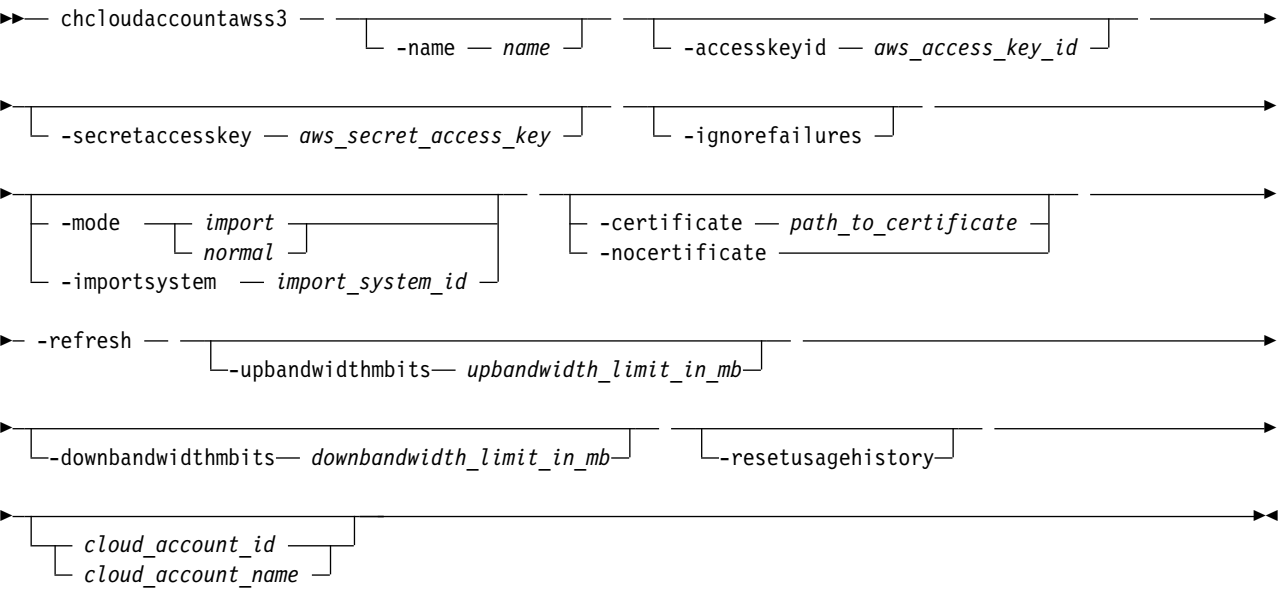 chcloudaccountawss3
-name name -accesskeyid aws_access_key_id
-secretaccesskey aws_secret_access_key -ignorefailures
-mode import -certificate path_to_certificate
normal -nocertificate
-importsystem import_system_id
-refresh
-upbandwidthmbits upbandwidth_limit_in_mb
-downbandwidthmbits downbandwidth_limit_in_mb -resetusagehistory
cloud_account_id
cloud_account_name